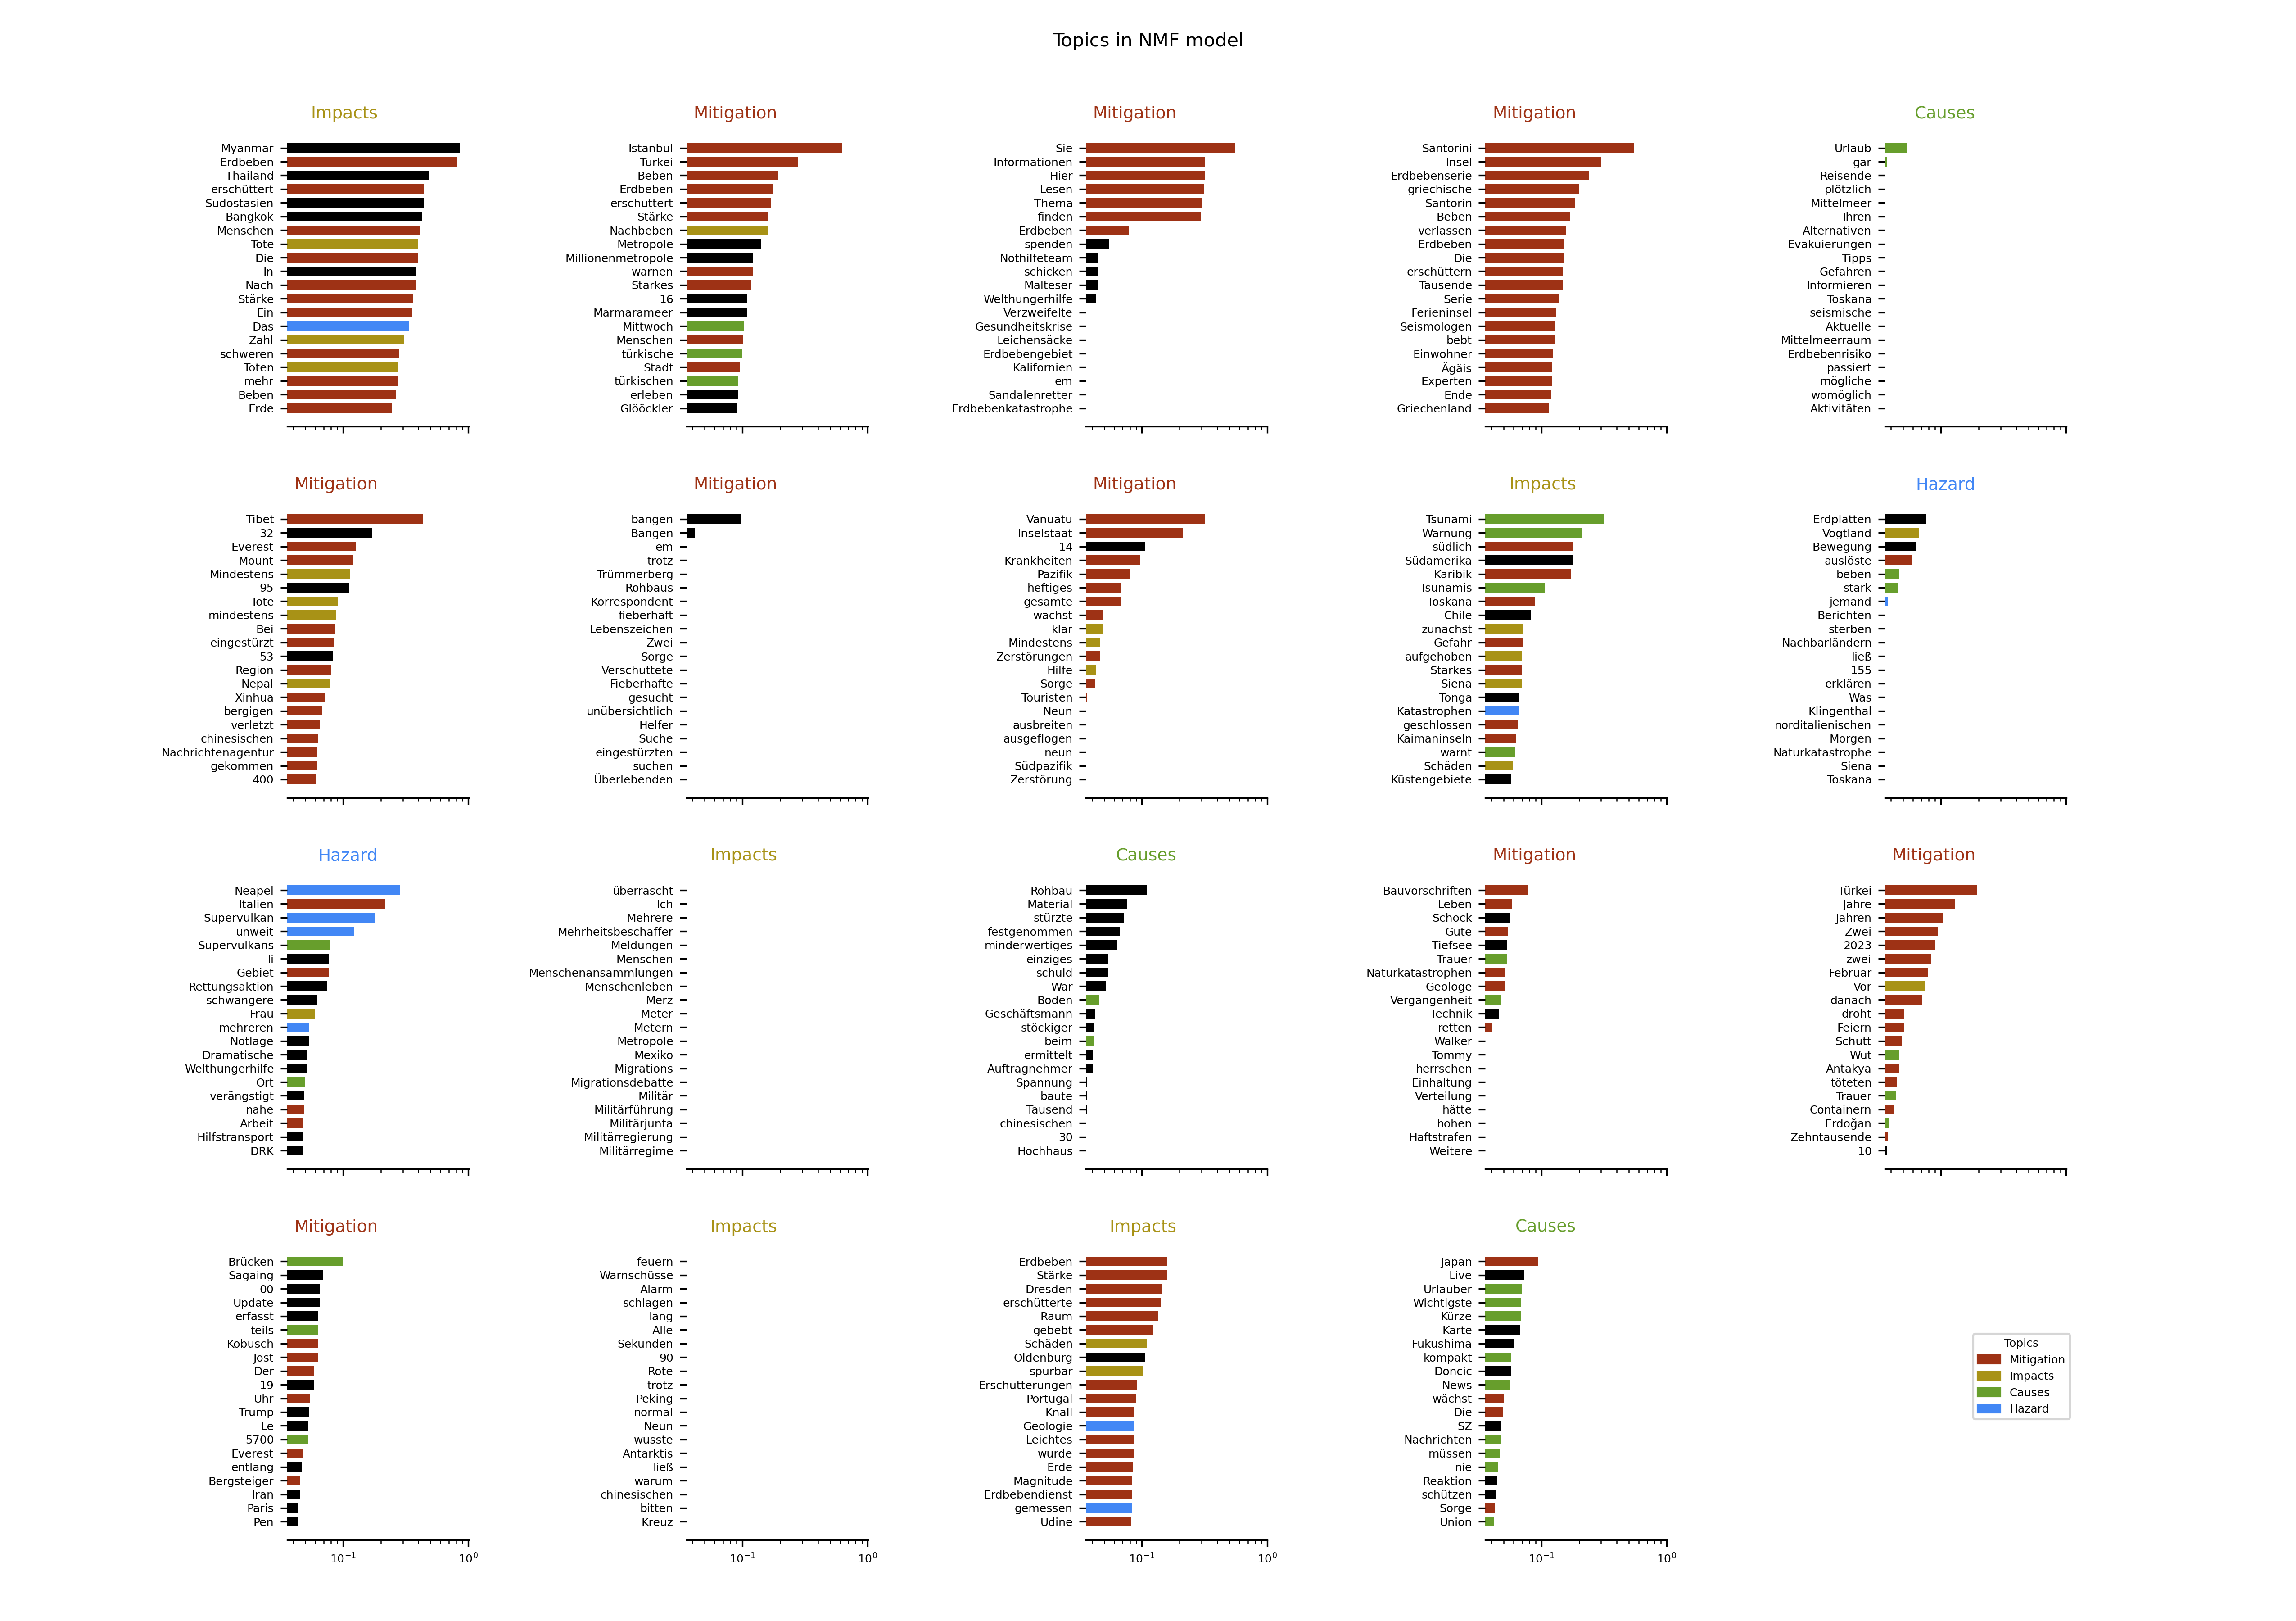 Topics in NMF model
Impacts
Myanmar
Erdbeben
Thailand
erschüttert
Südostasien
Bangkok
Menschen
Tote
Die
In
Nach
Stärke
Ein
Das
Zahl
schweren
Toten
mehr
Beben
Erde
Mitigation
Istanbul
Türkei
Beben
Erdbeben
erschüttert
Stärke
Nachbeben
Metropole
Millionenmetropole
warnen
Starkes
16
Marmarameer
Mittwoch
Menschen
türkische
Stadt
türkischen
erleben
Glööckler
Mitigation
Sie
Informationen
Hier
Lesen
Thema
finden
Erdbeben
spenden
Nothilfeteam
schicken
Malteser
Welthungerhilfe
Verzweifelte
Gesundheitskrise
Leichensäcke
Erdbebengebiet
Kalifornien
em
Sandalenretter
Erdbebenkatastrophe
Mitigation
Santorini
Insel
Erdbebenserie
griechische
Santorin
Beben
verlassen
Erdbeben
Die
erschüttern
Tausende
Serie
Ferieninsel
Seismologen
bebt
Einwohner
Ägäis
Experten
Ende
Griechenland
Causes
Urlaub
gar
Reisende
plötzlich
Mittelmeer
Ihren
Alternativen
Evakuierungen
Tipps
Gefahren
Informieren
Toskana
seismische
Aktuelle
Mittelmeerraum
Erdbebenrisiko
passiert
mögliche
womöglich
Aktivitäten
Mitigation
Tibet
32
Everest
Mount
Mindestens
95
Tote
mindestens
Bei
eingestürzt
53
Region
Nepal
Xinhua
bergigen
verletzt
chinesischen
Nachrichtenagentur
gekommen
400
Mitigation
bangen
Bangen
em
trotz
Trümmerberg
Rohbaus
Korrespondent
fieberhaft
Lebenszeichen
Zwei
Sorge
Verschüttete
Fieberhafte
gesucht
unübersichtlich
Helfer
Suche
eingestürzten
suchen
Überlebenden
Mitigation
Vanuatu
Inselstaat
14
Krankheiten
Pazifik
heftiges
gesamte
wächst
klar
Mindestens
Zerstörungen
Hilfe
Sorge
Touristen
Neun
ausbreiten
ausgeflogen
neun
Südpazifik
Zerstörung
Impacts
Tsunami
Warnung
südlich
Südamerika
Karibik
Tsunamis
Toskana
Chile
zunächst
Gefahr
aufgehoben
Starkes
Siena
Tonga
Katastrophen
geschlossen
Kaimaninseln
warnt
Schäden
Küstengebiete
Hazard
Erdplatten
Vogtland
Bewegung
auslöste
beben
stark
jemand
Berichten
sterben
Nachbarländern
ließ
155
erklären
Was
Klingenthal
norditalienischen
Morgen
Naturkatastrophe
Siena
Toskana
Hazard
Neapel
Italien
Supervulkan
unweit
Supervulkans
li
Gebiet
Rettungsaktion
schwangere
Frau
mehreren
Notlage
Dramatische
Welthungerhilfe
Ort
verängstigt
nahe
Arbeit
Hilfstransport
DRK
Impacts
überrascht
Ich
Mehrere
Mehrheitsbeschaffer
Meldungen
Menschen
Menschenansammlungen
Menschenleben
Merz
Meter
Metern
Metropole
Mexiko
Migrations
Migrationsdebatte
Militär
Militärführung
Militärjunta
Militärregierung
Militärregime
Causes
Rohbau
Material
stürzte
festgenommen
minderwertiges
einziges
schuld
War
Boden
Geschäftsmann
stöckiger
beim
ermittelt
Auftragnehmer
Spannung
baute
Tausend
chinesischen
30
Hochhaus
Mitigation
Bauvorschriften
Leben
Schock
Gute
Tiefsee
Trauer
Naturkatastrophen
Geologe
Vergangenheit
Technik
retten
Walker
Tommy
herrschen
Einhaltung
Verteilung
hätte
hohen
Haftstrafen
Weitere
Mitigation
Türkei
Jahre
Jahren
Zwei
2023
zwei
Februar
Vor
danach
droht
Feiern
Schutt
Wut
Antakya
töteten
Trauer
Containern
Erdoğan
Zehntausende
10
Mitigation
Brücken
Sagaing
00
Update
erfasst
teils
Kobusch
Jost
Der
19
Uhr
Trump
Le
5700
Everest
entlang
Bergsteiger
Iran
Paris
Pen
10⁻¹ 10⁰
Impacts
feuern
Warnschüsse
Alarm
schlagen
lang
Alle
Sekunden
90
Rote
trotz
Peking
normal
Neun
wusste
Antarktis
ließ
warum
chinesischen
bitten
Kreuz
10⁻¹ 10⁰
Impacts
Erdbeben
Stärke
Dresden
erschütterte
Raum
gebebt
Schäden
Oldenburg
spürbar
Erschütterungen
Portugal
Knall
Geologie
Leichtes
wurde
Erde
Magnitude
Erdbebendienst
gemessen
Udine
10⁻¹ 10⁰
Causes
Japan
Live
Urlauber
Wichtigste
Kürze
Karte
Fukushima
kompakt
Doncic
News
wächst
Die
SZ
Nachrichten
müssen
nie
Reaktion
schützen
Sorge
Union
10⁻¹ 10⁰
Topics
Mitigation
Impacts
Causes
Hazard